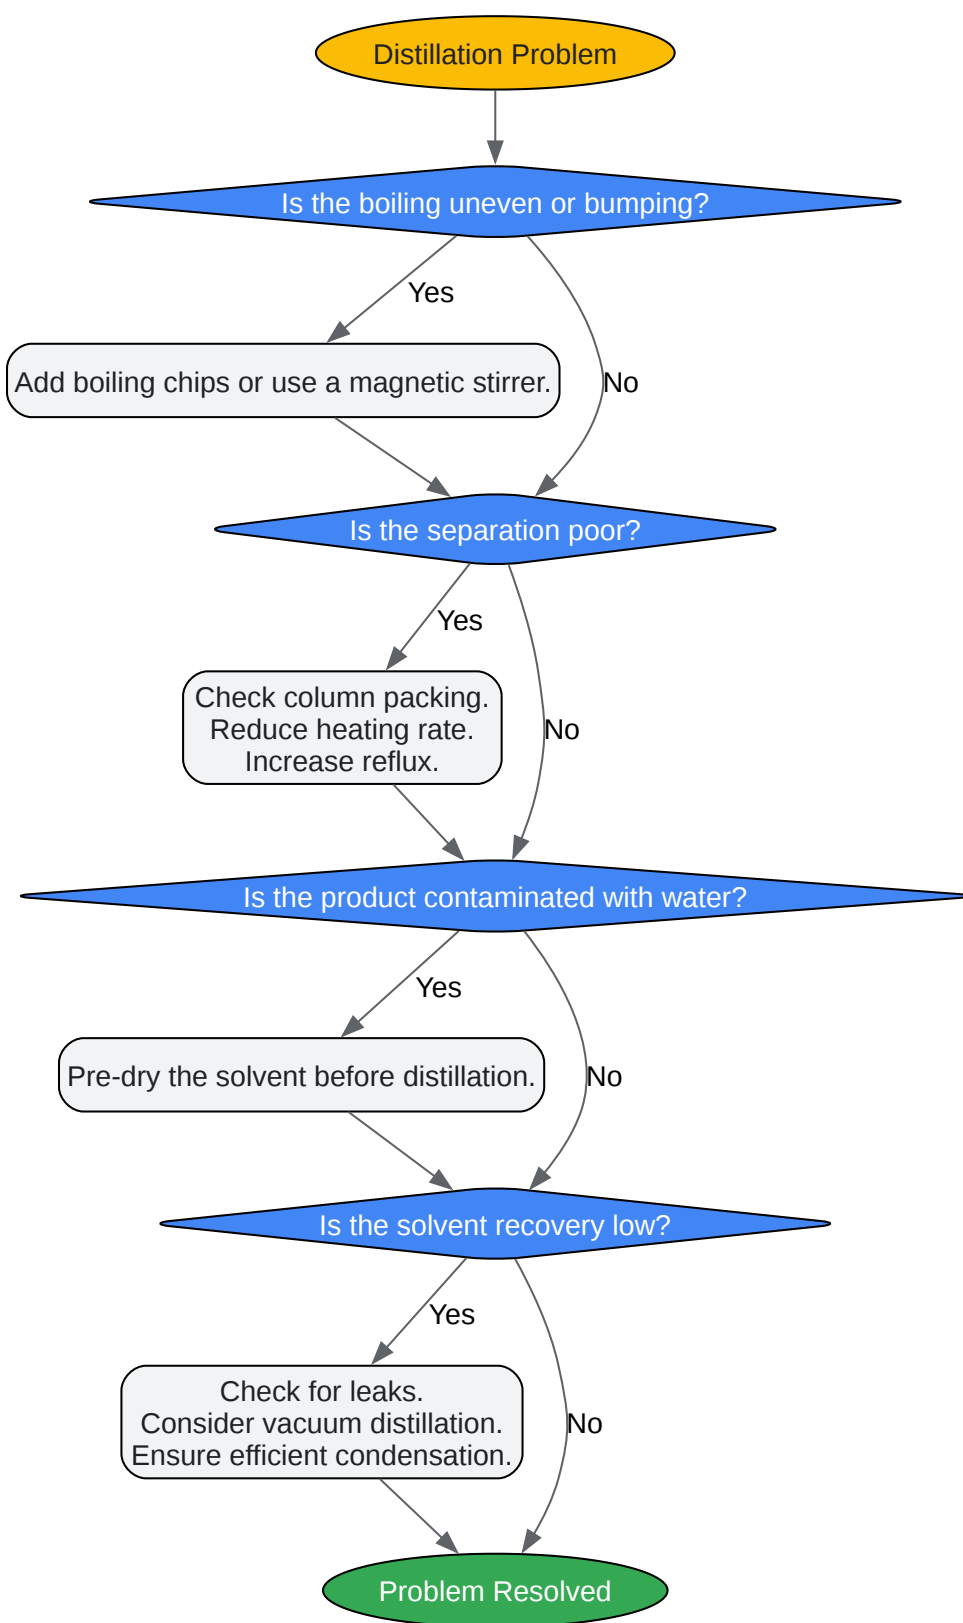 Distillation Problem
Is the boiling uneven or bumping?
Yes
Add boiling chips or use a magnetic stirrer.
No
Is the separation poor?
Yes
Check column packing.
Reduce heating rate.
Increase reflux.
No
Is the product contaminated with water?
Yes
Pre-dry the solvent before distillation.
No
Is the solvent recovery low?
Yes
Check for leaks.
Consider vacuum distillation.
Ensure efficient condensation.
No
Problem Resolved